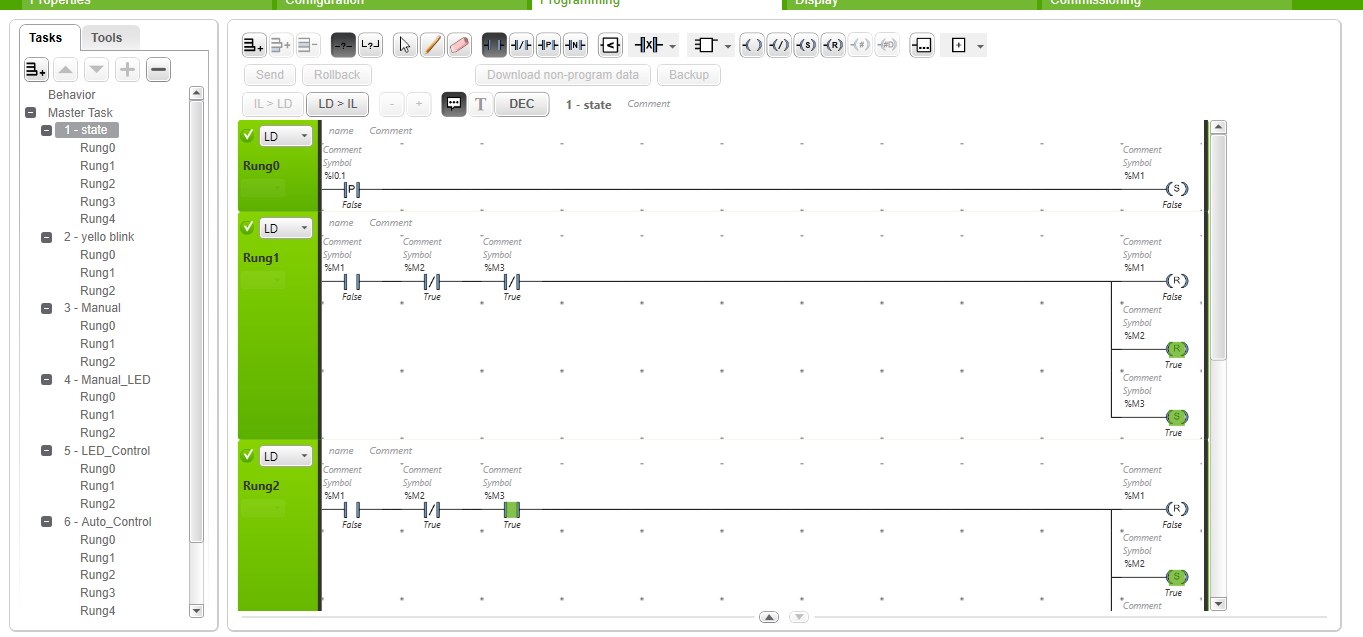 Properties
Configuration
Programming
Display
Commissioning
Tasks
Tools
Behavior
Master Task
1 - state
Rung0
Rung1
Rung2
Rung3
Rung4
2 - yello blink
Rung0
Rung1
Rung2
3 - Manual
Rung0
Rung1
Rung2
4 - Manual_LED
Rung0
Rung1
Rung2
5 - LED_Control
Rung0
Rung1
Rung2
6 - Auto_Control
Rung0
Rung1
Rung2
Rung3
Rung4
Send
Rollback
Download non-program data
Backup
IL > LD
LD > IL
-
+
T
DEC
1 - state
Comment
LD
Rung0
name Comment
Comment Comment
Symbol Symbol
%I0.1 %M1
P S
False False
LD
Rung1
name Comment
Comment Comment Comment Comment
Symbol Symbol Symbol Symbol
%M1 %M2 %M3 %M1
R
False True True False
Comment
Symbol
%M2
R
True
Comment
Symbol
%M3
S
True
LD
Rung2
name Comment
Comment Comment Comment Comment
Symbol Symbol Symbol Symbol
%M1 %M2 %M3 %M1
R
False True True False
Comment
Symbol
%M2
S
True
Comment